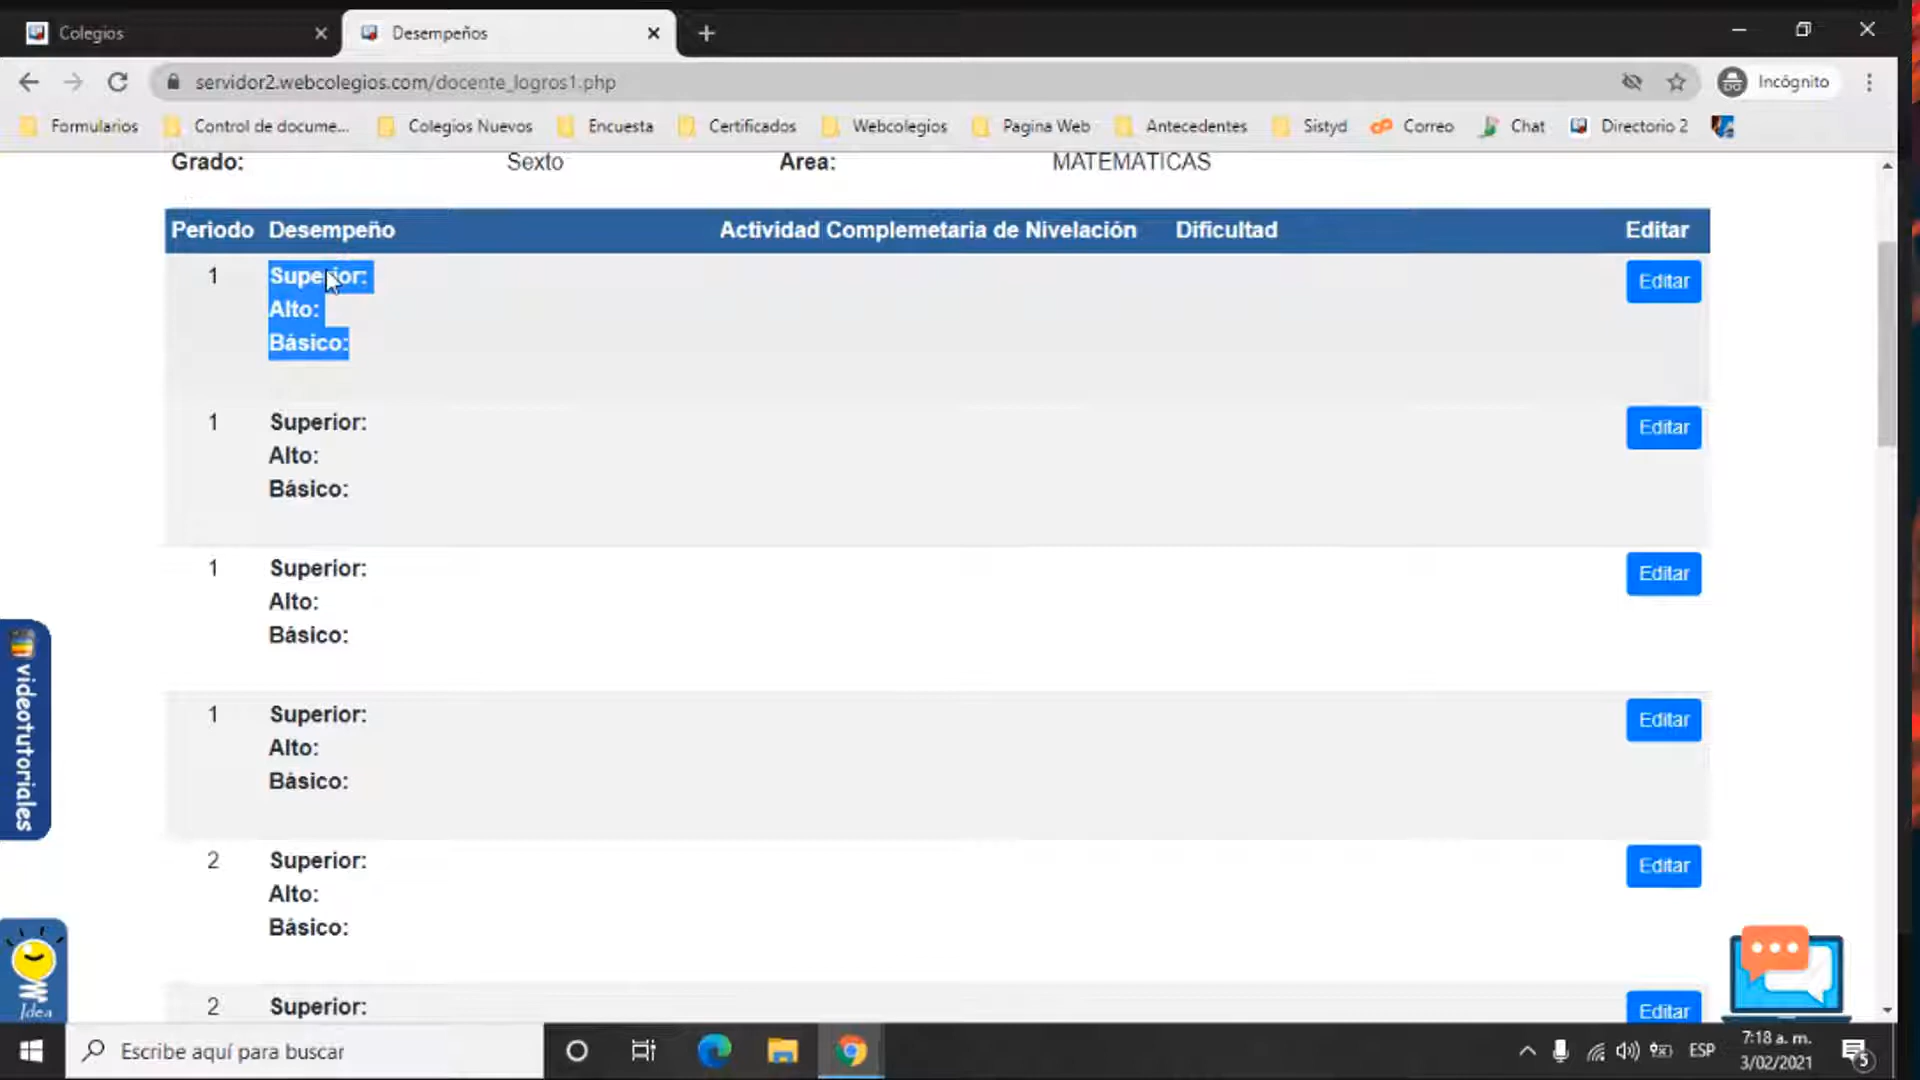 Colegios
Desempeños
servidor2.webcolegios.com/docente_logros1.php
Incógnito
Formularios
Control de docume...
Colegios Nuevos
Encuesta
Certificados
Webcolegios
Pagina Web
Antecedentes
Sistyd
Correo
Chat
Directorio 2
Grado: Sexto Area: MATEMATICAS
Periodo Desempeño Actividad Complemetaria de Nivelación Dificultad Editar
1 Superior: Editar
Alto:
Básico:
1 Superior: Editar
Alto:
Básico:
1 Superior: Editar
Alto:
Básico:
1 Superior: Editar
Alto:
Básico:
2 Superior: Editar
Alto:
Básico:
2 Superior: Editar
videotutoriales
Idea
Escribe aquí para buscar
ESP
7:18 a. m.
3/02/2021
5